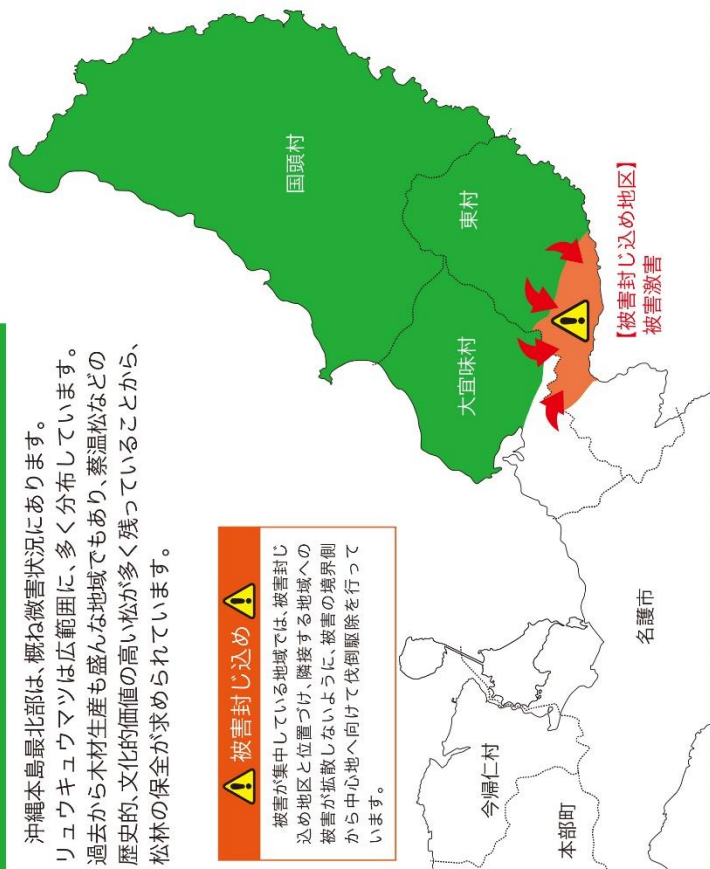 沖縄本島最北部は、概ね微害状況にあります。
リュウキュウマツは広範囲に、多く分布しています。
過去から木材生産も盛んな地域でもあり、蔡温松などの
歴史的、文化的価値の高い松が多く残っていることから、
松林の保全が求められています。
被害封じ込め
被害が集中している地域では、被害封じ
込め地区と位置づけ、隣接する地域への
被害が拡散しないように、被害の境界側
から中心地へ向けて伐倒駆除を行って
います。
国頭村
東村
大宜味村
【被害封じ込め地区】
被害激害
名護市
今帰仁村
本部町